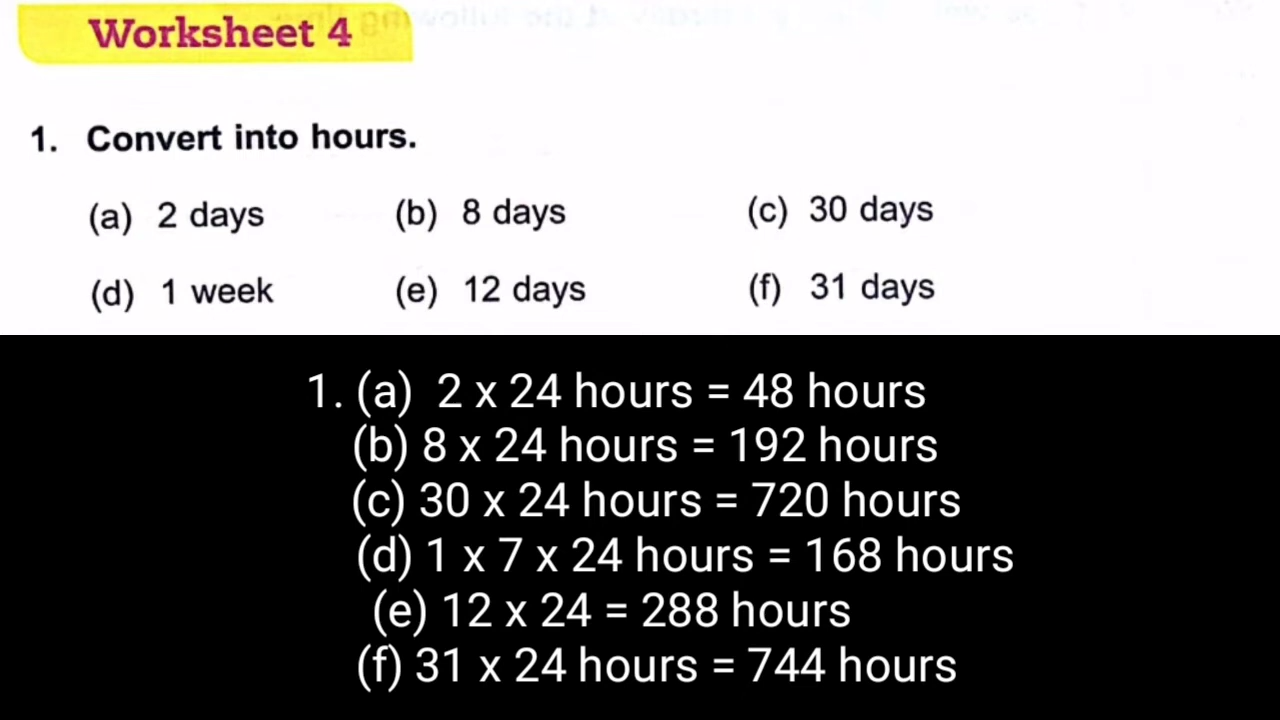 Worksheet 4
1. Convert into hours.
(a) 2 days (b) 8 days (c) 30 days
(d) 1 week (e) 12 days (f) 31 days
1. (a) 2 x 24 hours = 48 hours
(b) 8 x 24 hours = 192 hours
(c) 30 x 24 hours = 720 hours
(d) 1 x 7 x 24 hours = 168 hours
(e) 12 x 24 = 288 hours
(f) 31 x 24 hours = 744 hours